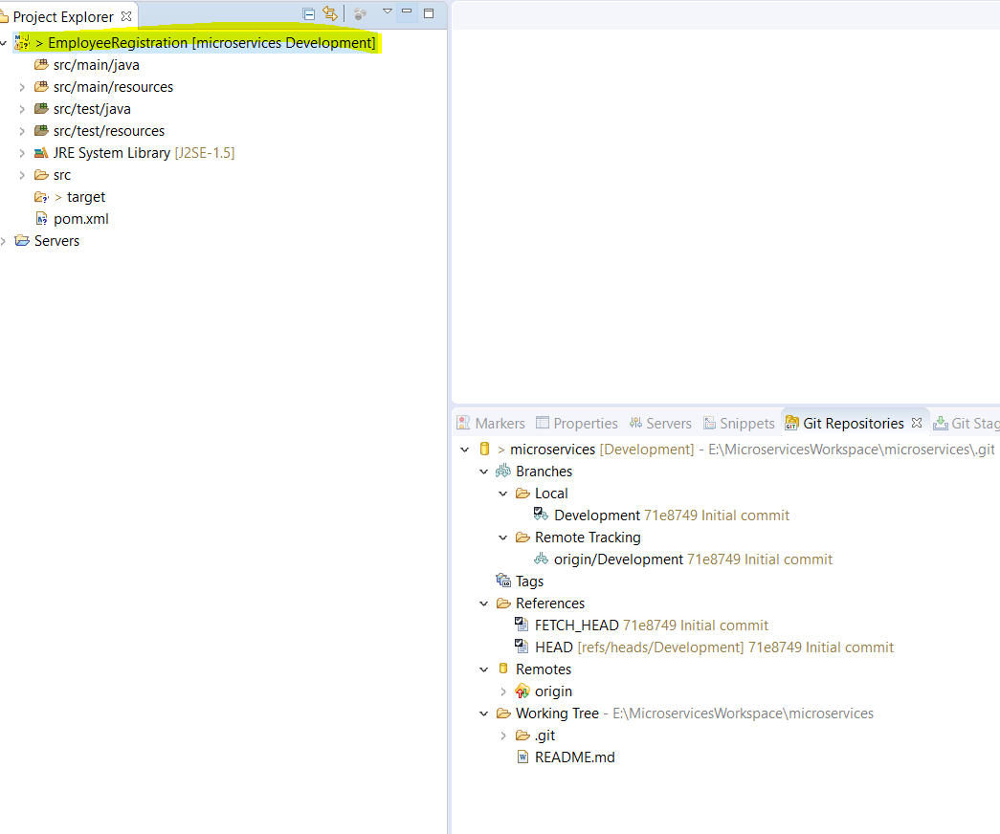 Project Explorer
> EmployeeRegistration [microservices Development]
src/main/java
src/main/resources
src/test/java
src/test/resources
JRE System Library [J2SE-1.5]
src
> target
pom.xml
Servers
Markers Properties Servers Snippets Git Repositories Git Stag
> microservices [Development] - E:\MicroservicesWorkspace\microservices\.git
Branches
Local
Development 71e8749 Initial commit
Remote Tracking
origin/Development 71e8749 Initial commit
Tags
References
FETCH_HEAD 71e8749 Initial commit
HEAD [refs/heads/Development] 71e8749 Initial commit
Remotes
origin
Working Tree - E:\MicroservicesWorkspace\microservices
.git
README.md